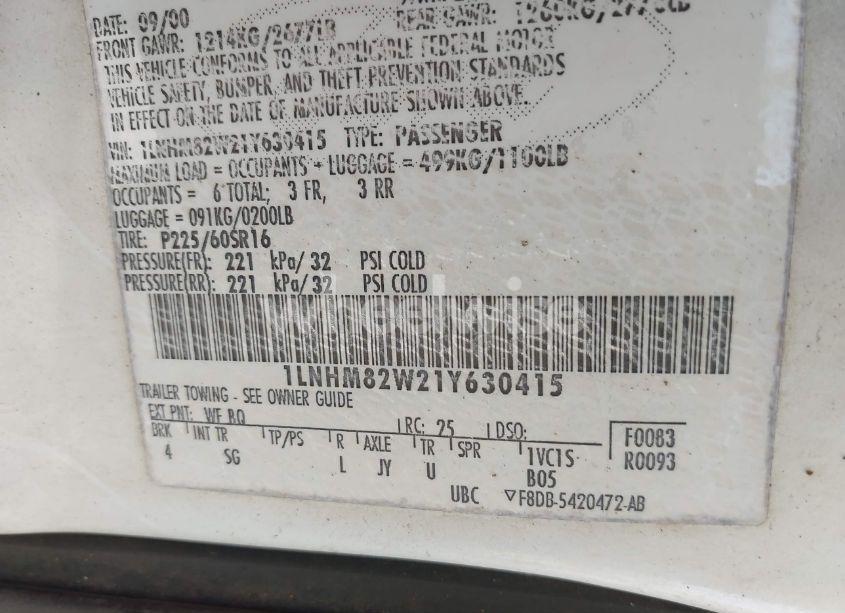 DATE: 09/00
FRONT GAWR: 1214KG/2677LB REAR GAWR: 1260KG/2778LB
THIS VEHICLE CONFORMS TO ALL APPLICABLE FEDERAL MOTOR
VEHICLE SAFETY, BUMPER, AND THEFT PREVENTION STANDARDS
IN EFFECT ON THE DATE OF MANUFACTURE SHOWN ABOVE.
VIN: 1LNHM82W21Y630415 TYPE: PASSENGER
MAXIMUM LOAD = OCCUPANTS + LUGGAGE = 499KG/1100LB
OCCUPANTS = 6 TOTAL; 3 FR, 3 RR
LUGGAGE = 091KG/0200LB
TIRE: P225/60SR16
PRESSURE(FR): 221 kPa/ 32 PSI COLD
PRESSURE(RR): 221 kPa/ 32 PSI COLD
1LNHM82W21Y630415
TRAILER TOWING - SEE OWNER GUIDE
EXT PNT: WF BQ RC: 25 DSO: F0083
BRK INT TR TP/PS R AXLE TR SPR 1VC1S R0093
4 SG L JY U B05
UBC ▽F8DB-5420472-AB